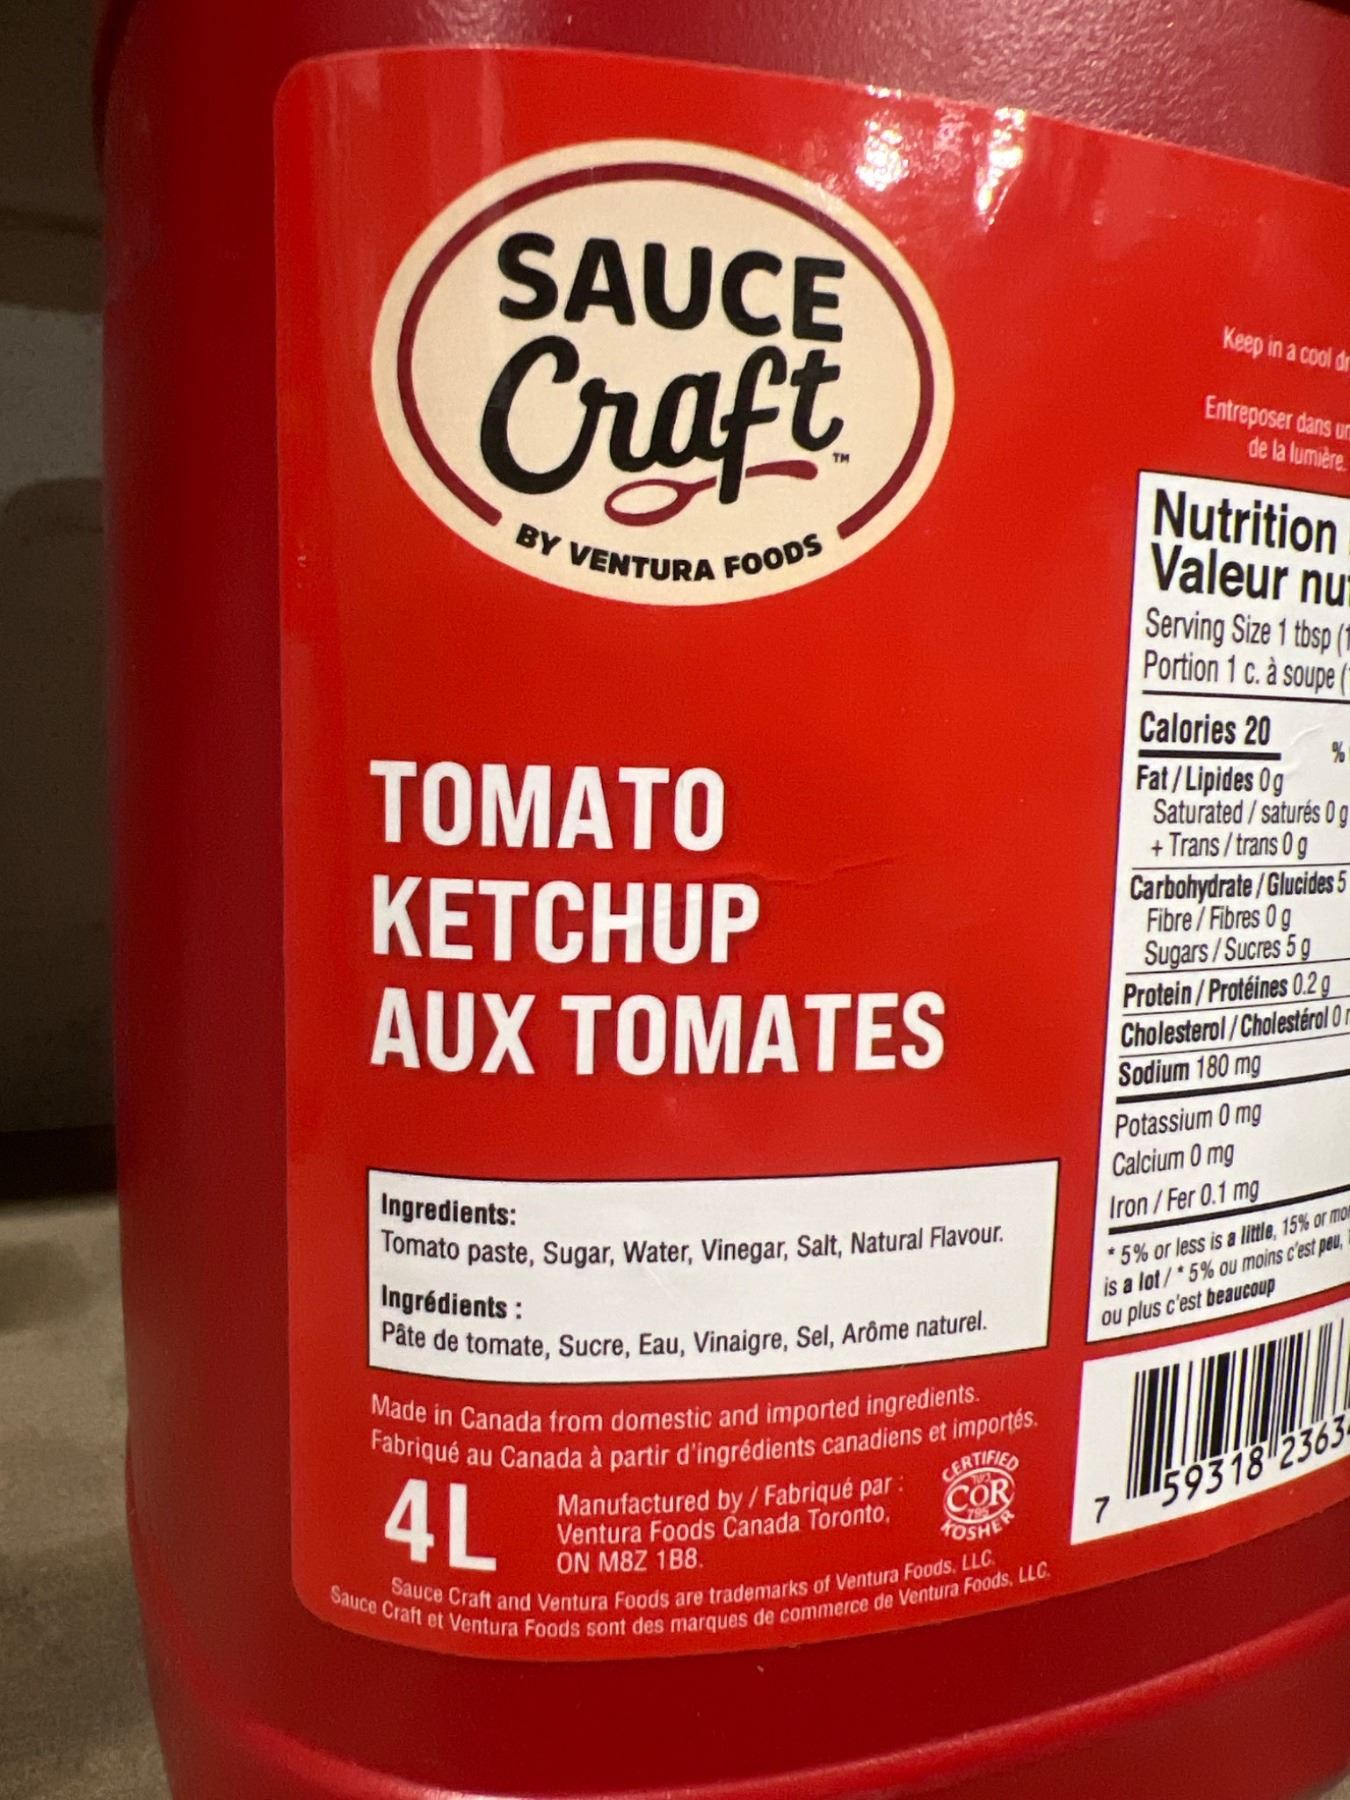 SAUCE
Craft™
BY VENTURA FOODS
TOMATO
KETCHUP
AUX TOMATES
Ingredients:
Tomato paste, Sugar, Water, Vinegar, Salt, Natural Flavour.
Ingrédients :
Pâte de tomate, Sucre, Eau, Vinaigre, Sel, Arôme naturel.
Made in Canada from domestic and imported ingredients.
Fabriqué au Canada à partir d'ingrédients canadiens et importés.
4L
Manufactured by / Fabriqué par :
Ventura Foods Canada Toronto,
ON M8Z 1B8.
CERTIFIED
COR
KOSHER
Sauce Craft and Ventura Foods are trademarks of Ventura Foods, LLC.
Sauce Craft et Ventura Foods sont des marques de commerce de Ventura Foods, LLC.
Keep in a cool
Entreposer dans
de la lumière.
Nutrition
Valeur
Serving Size 1 tbsp
Portion 1 c. à soupe
Calories 20
%
Fat / Lipides 0 g
Saturated / saturés 0 g
+ Trans / trans 0 g
Carbohydrate / Glucides 5
Fibre / Fibres 0 g
Sugars / Sucres 5 g
Protein / Protéines 0.2 g
Cholesterol / Cholestérol 0
Sodium 180 mg
Potassium 0 mg
Calcium 0 mg
Iron / Fer 0.1 mg
* 5% or less is a little, 15% or
is a lot / * 5% ou moins c'est peu,
ou plus c'est beaucoup
7 59318 2363